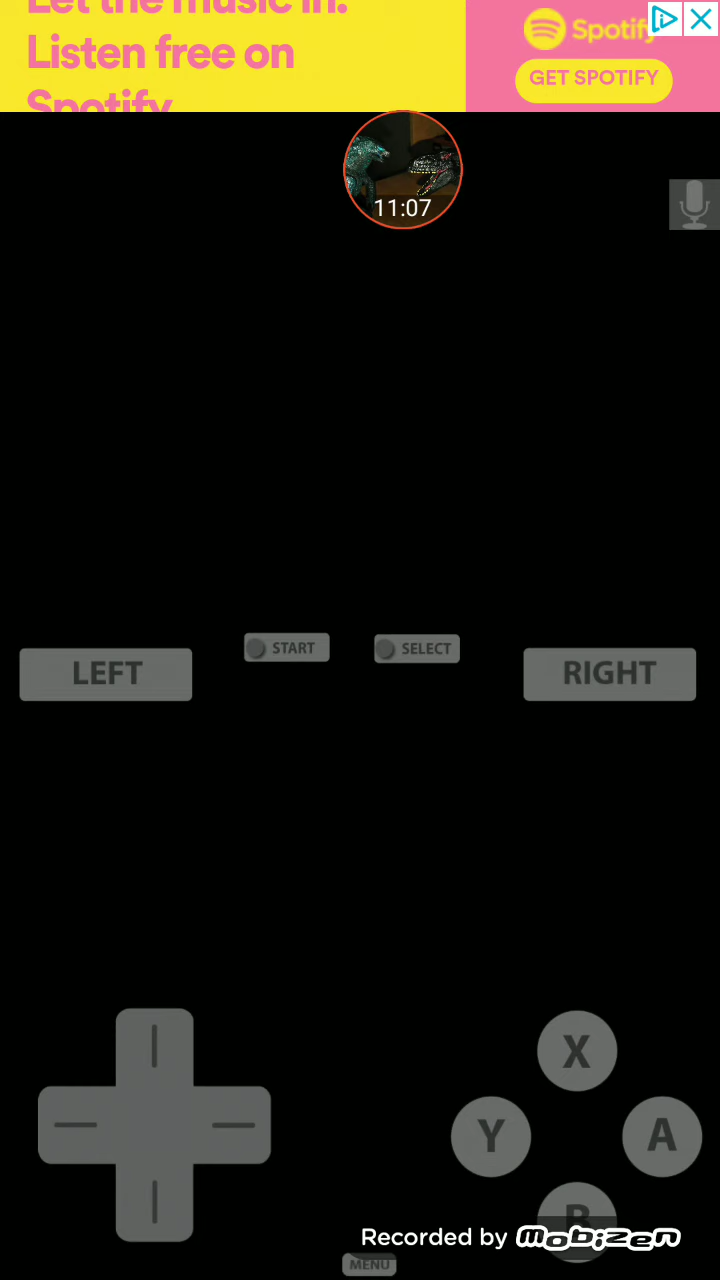 Let the music in.
Listen free on
Spotify
Spotify
GET SPOTIFY
11:07
START
SELECT
LEFT
RIGHT
X
Y
A
B
Recorded by mobizen
MENU